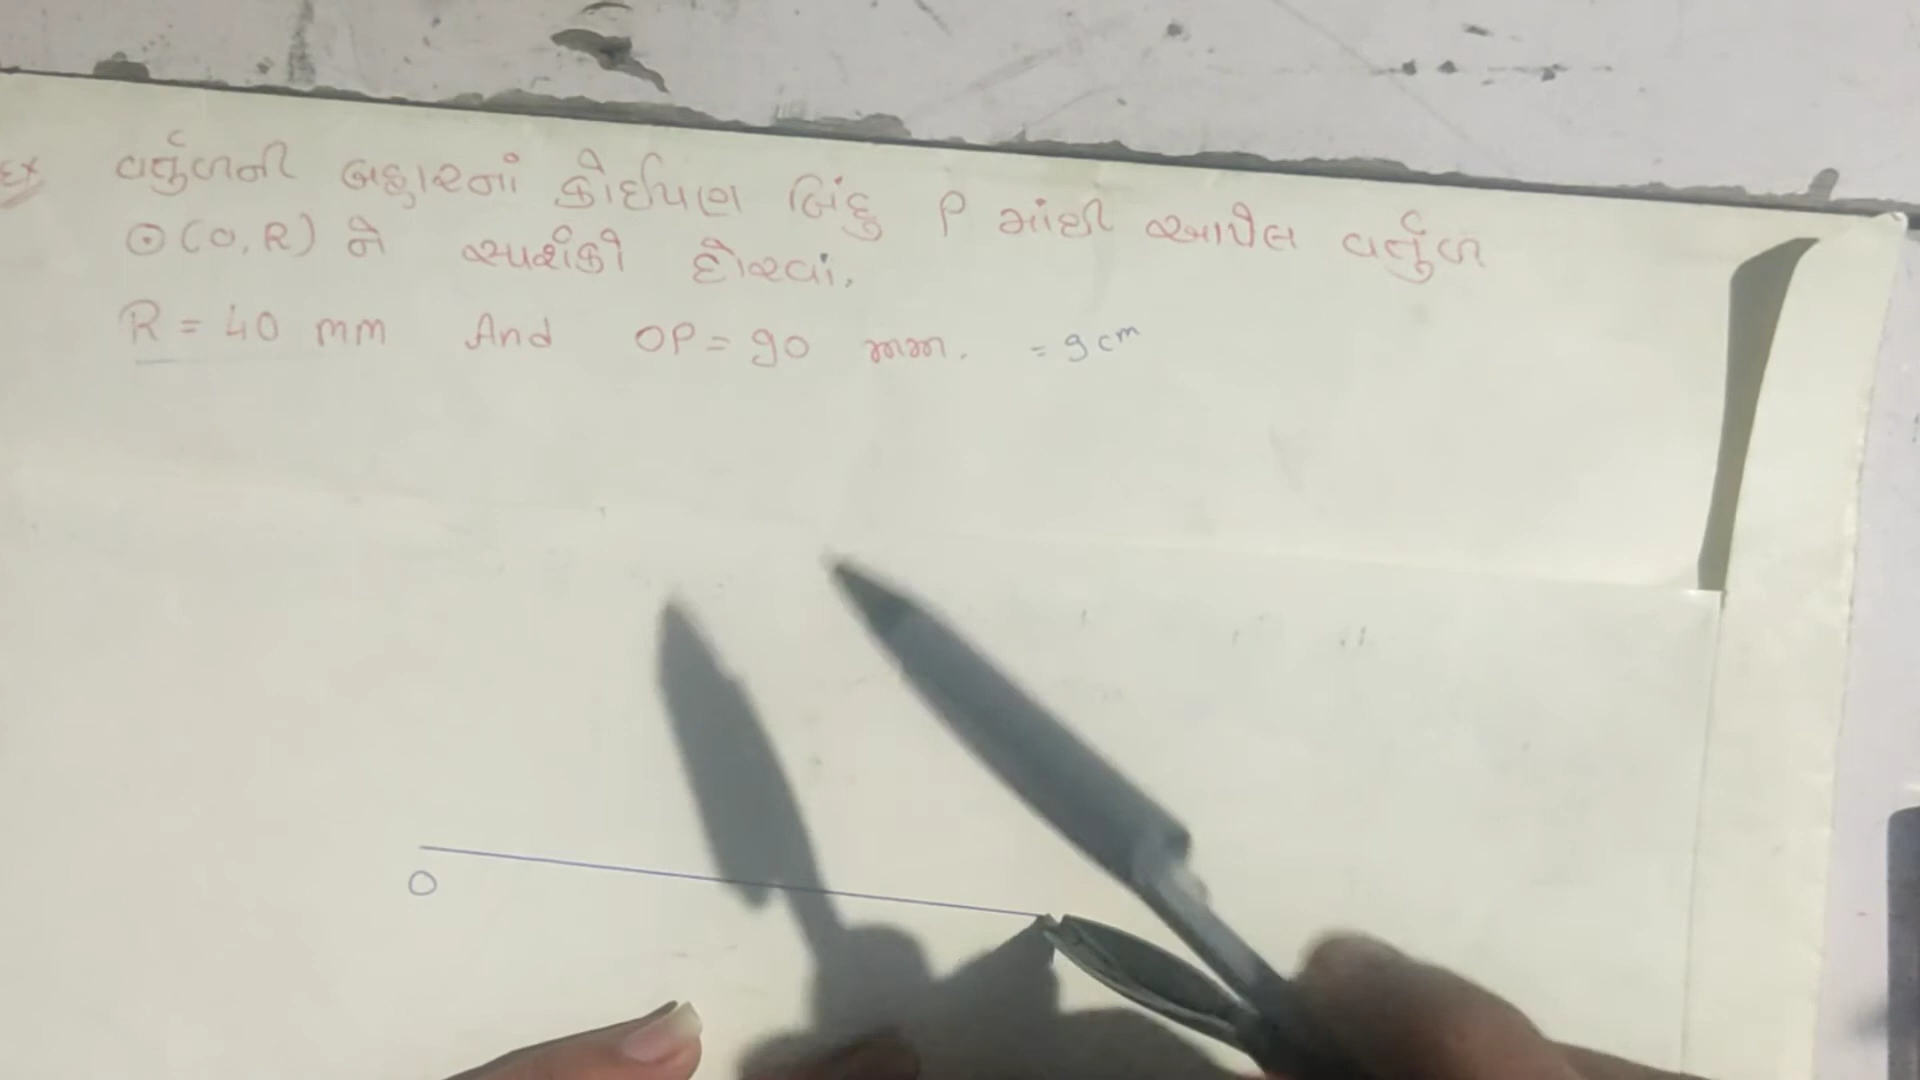 Ex વર્તુળની બહારનાં કોઈપણ બિંદુ P માંથી આપેલ વર્તુળ
⊙(O,R) ને સ્પર્શકો દોરવાં.
R = 40 mm And OP = 90 mm. = 9 cm
O